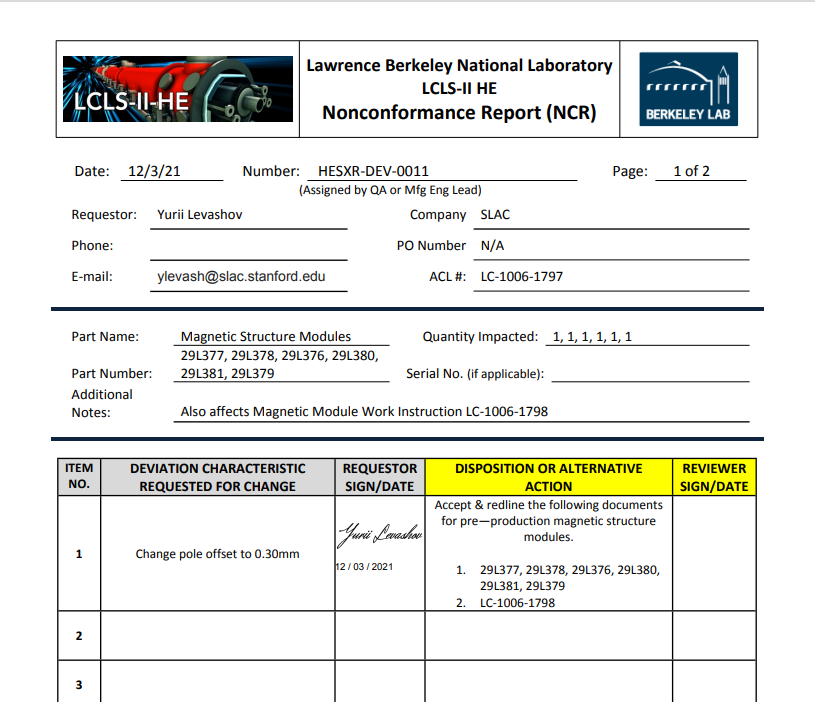 LCLS-II-HE
Lawrence Berkeley National Laboratory
LCLS-II HE
Nonconformance Report (NCR)
BERKELEY LAB
Date: 12/3/21 Number: HESXR-DEV-0011 Page: 1 of 2
(Assigned by QA or Mfg Eng Lead)
Requestor: Yurii Levashov Company SLAC
Phone: PO Number N/A
E-mail: ylevash@slac.stanford.edu ACL #: LC-1006-1797
Part Name: Magnetic Structure Modules Quantity Impacted: 1, 1, 1, 1, 1, 1
29L377, 29L378, 29L376, 29L380,
Part Number: 29L381, 29L379 Serial No. (if applicable):
Additional
Notes: Also affects Magnetic Module Work Instruction LC-1006-1798
ITEM NO.
DEVIATION CHARACTERISTIC
REQUESTED FOR CHANGE
REQUESTOR
SIGN/DATE
DISPOSITION OR ALTERNATIVE
ACTION
REVIEWER
SIGN/DATE
1
Change pole offset to 0.30mm
Yurii Levashov
12 / 03 / 2021
Accept & redline the following documents
for pre—production magnetic structure
modules.
1. 29L377, 29L378, 29L376, 29L380,
29L381, 29L379
2. LC-1006-1798
2
3